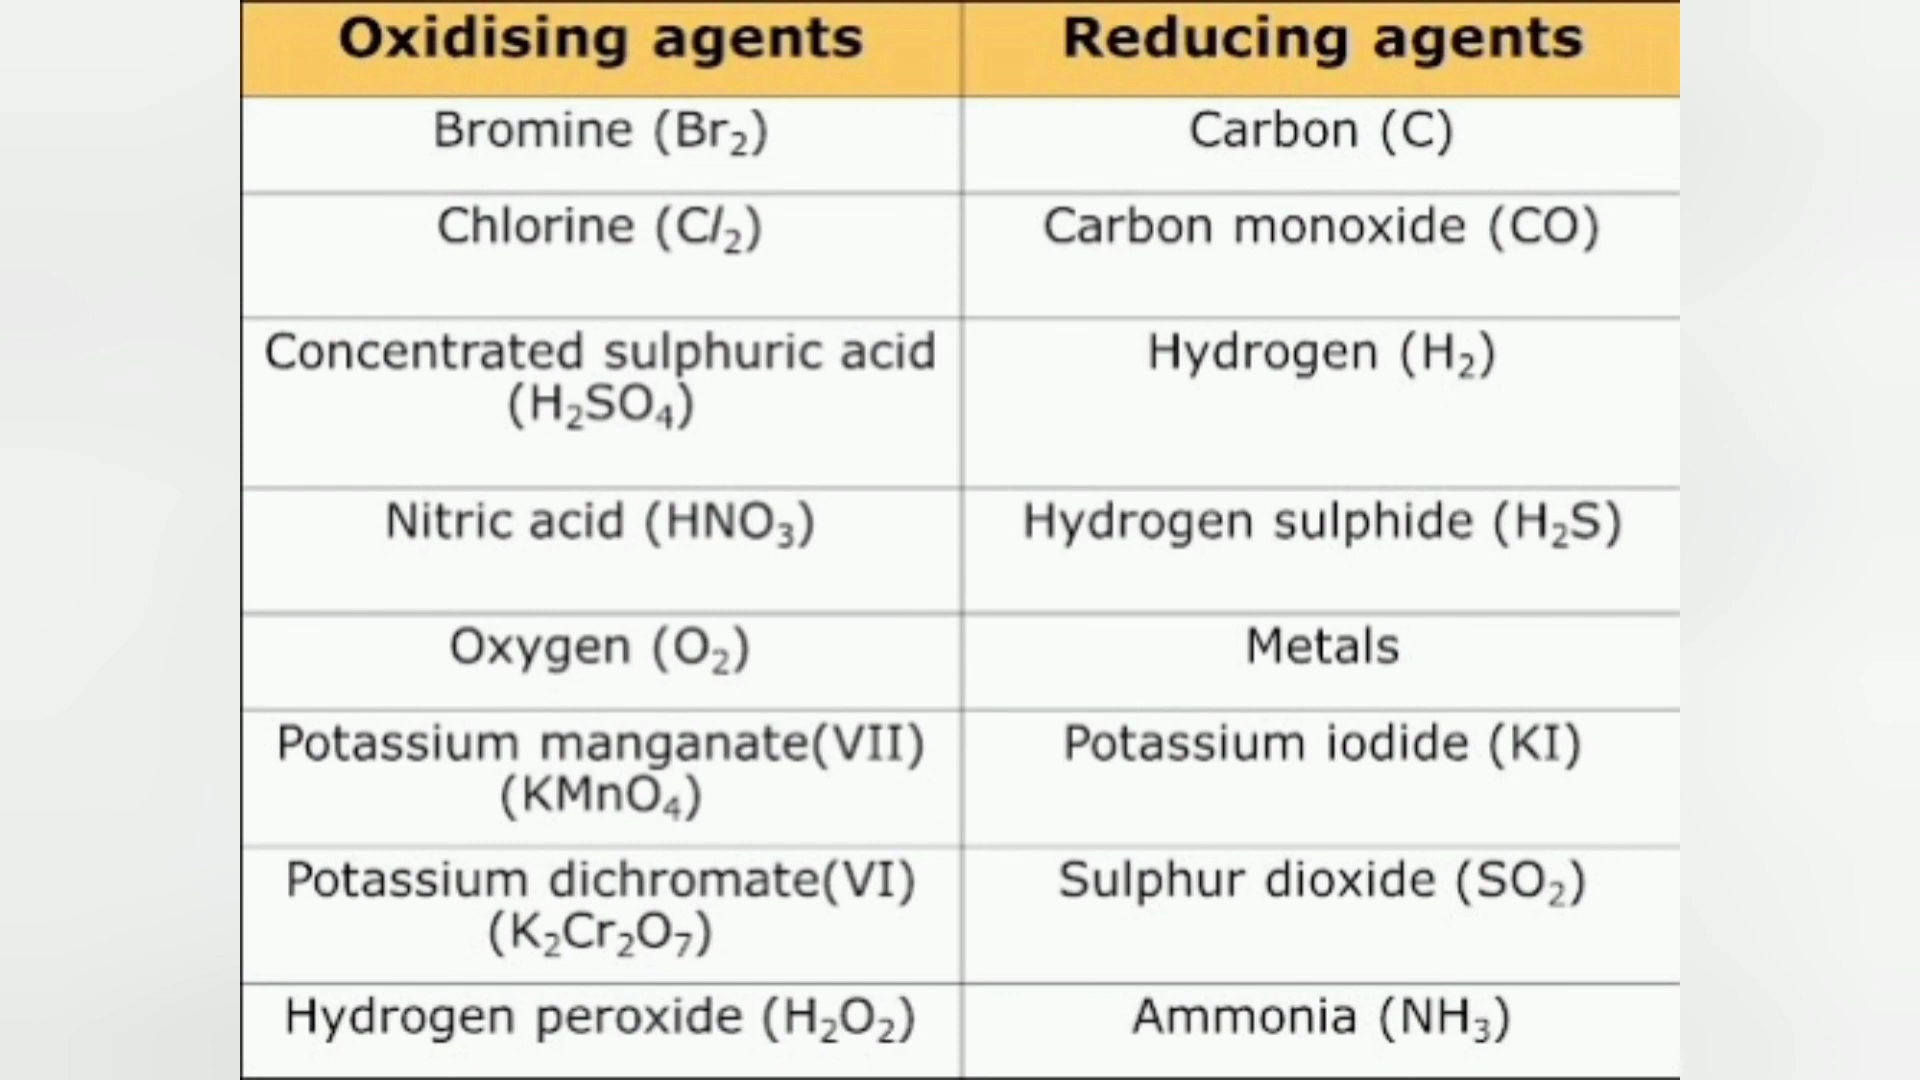 Oxidising agents Reducing agents
Bromine (Br₂) Carbon (C)
Chlorine (Cl₂) Carbon monoxide (CO)
Concentrated sulphuric acid Hydrogen (H₂)
(H₂SO₄)
Nitric acid (HNO₃) Hydrogen sulphide (H₂S)
Oxygen (O₂) Metals
Potassium manganate(VII) Potassium iodide (KI)
(KMnO₄)
Potassium dichromate(VI) Sulphur dioxide (SO₂)
(K₂Cr₂O₇)
Hydrogen peroxide (H₂O₂) Ammonia (NH₃)